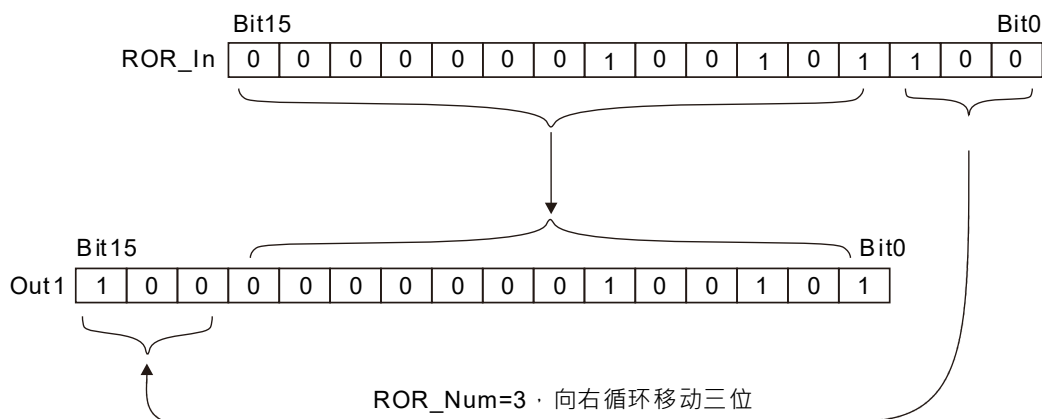 Bit15 Bit0
ROR_In 0 0 0 0 0 0 0 1 0 0 1 0 1 1 0 0
Bit15 Bit0
Out1 1 0 0 0 0 0 0 0 0 0 1 0 0 1 0 1
ROR_Num=3，向右循环移动三位